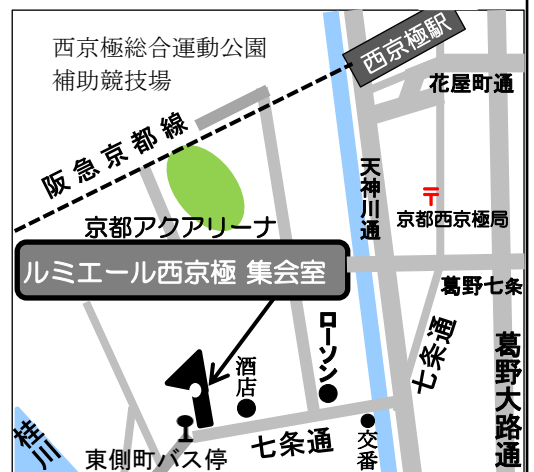 西京極総合運動公園
補助競技場
西京極駅
花屋町通
阪急京都線
天神川通
〒
京都西京極局
京都アクアリーナ
ルミエール西京極 集会室
葛野七条
ローソン
七条通
葛野大路通
酒店
桂川
東側町バス停
七条通
交番